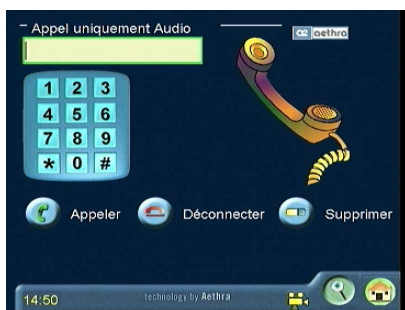 Appel uniquement Audio
aethra
1 2 3
4 5 6
7 8 9
* 0 #
Appeler Déconnecter Supprimer
14:50 technology by Aethra